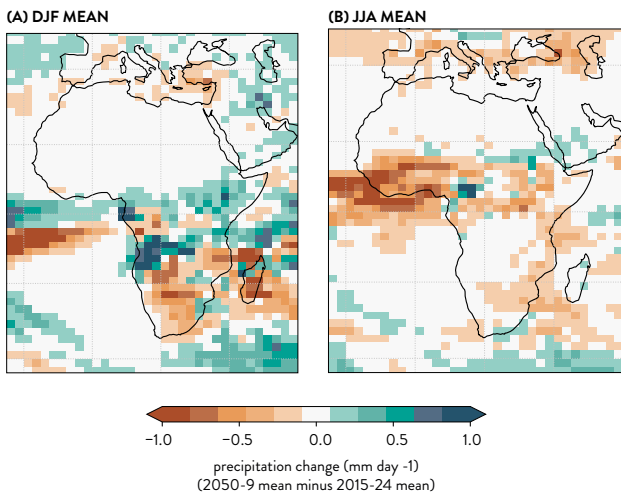 (A) DJF MEAN
(B) JJA MEAN
−1.0 −0.5 0.0 0.5 1.0
precipitation change (mm day -1)
(2050-9 mean minus 2015-24 mean)